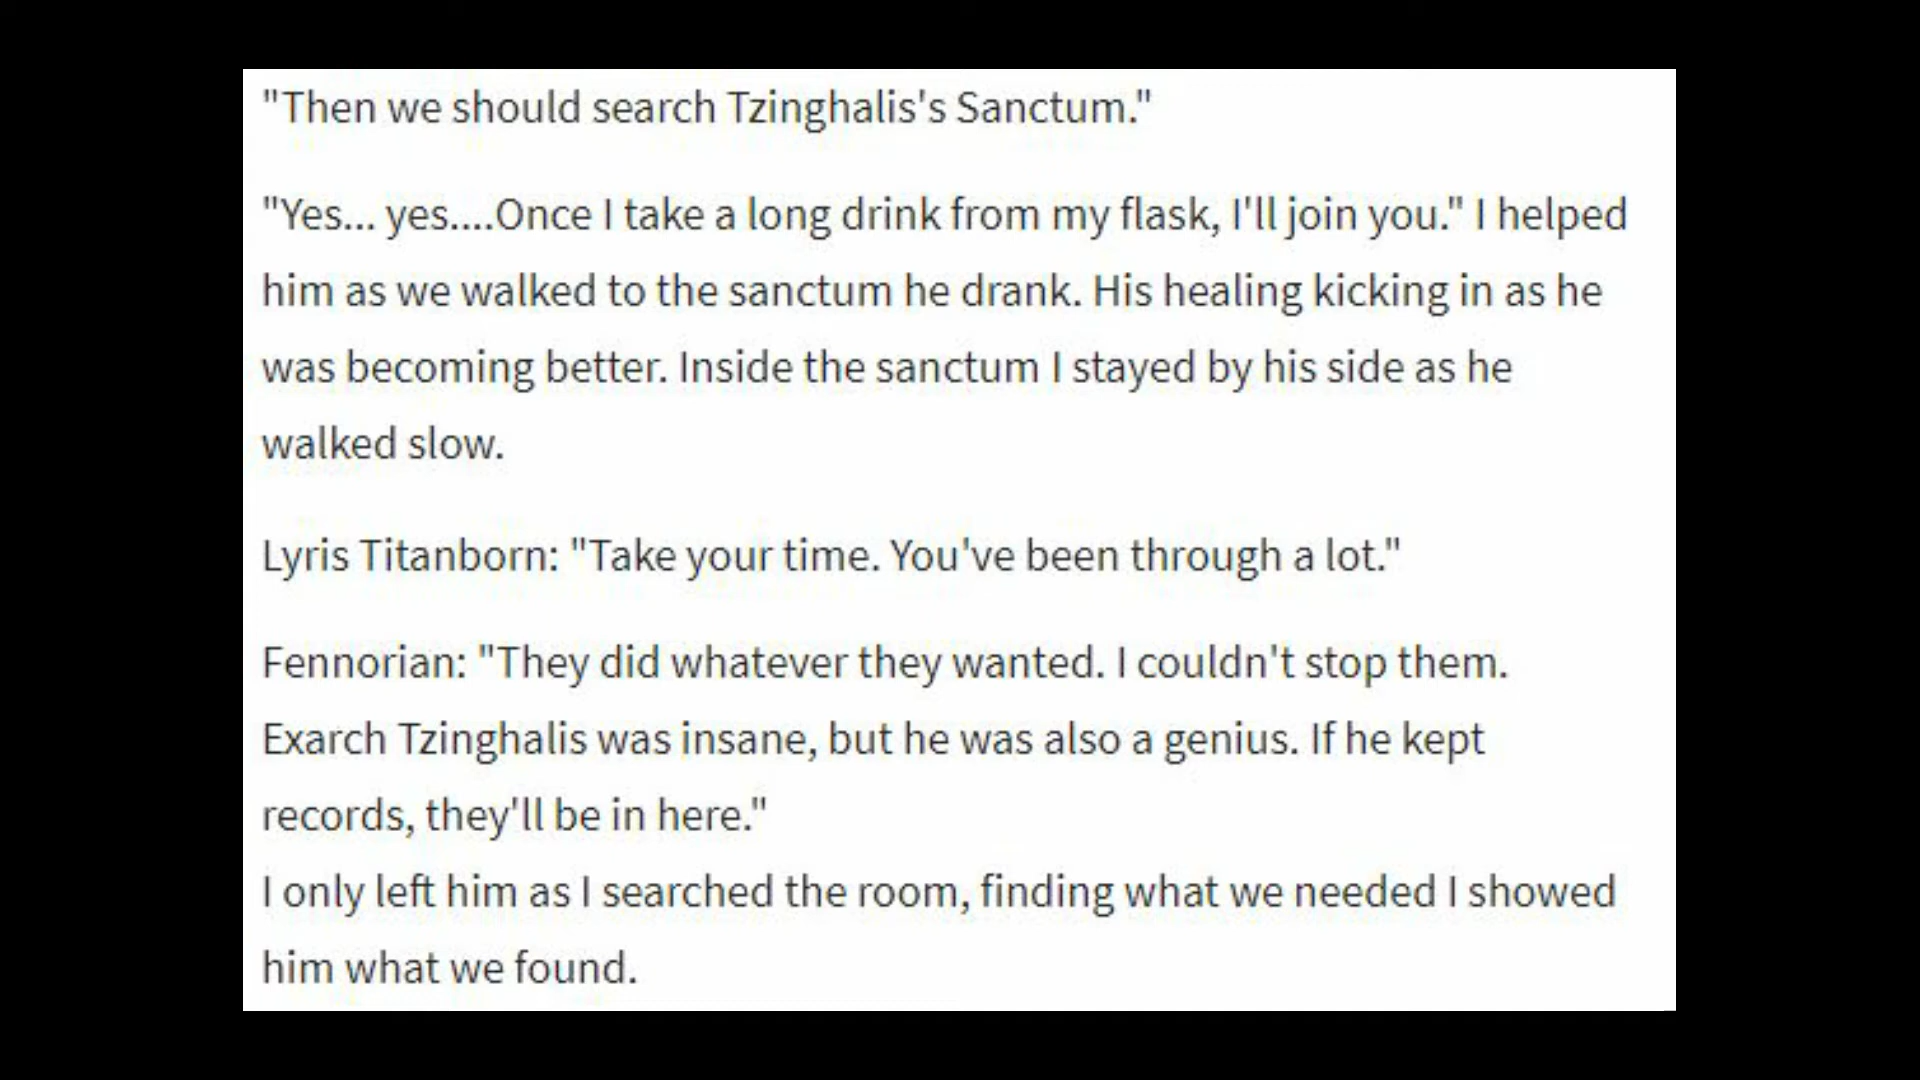 "Then we should search Tzinghalis's Sanctum."
"Yes... yes....Once I take a long drink from my flask, I'll join you." I helped
him as we walked to the sanctum he drank. His healing kicking in as he
was becoming better. Inside the sanctum I stayed by his side as he
walked slow.
Lyris Titanborn: "Take your time. You've been through a lot."
Fennorian: "They did whatever they wanted. I couldn't stop them.
Exarch Tzinghalis was insane, but he was also a genius. If he kept
records, they'll be in here."
I only left him as I searched the room, finding what we needed I showed
him what we found.